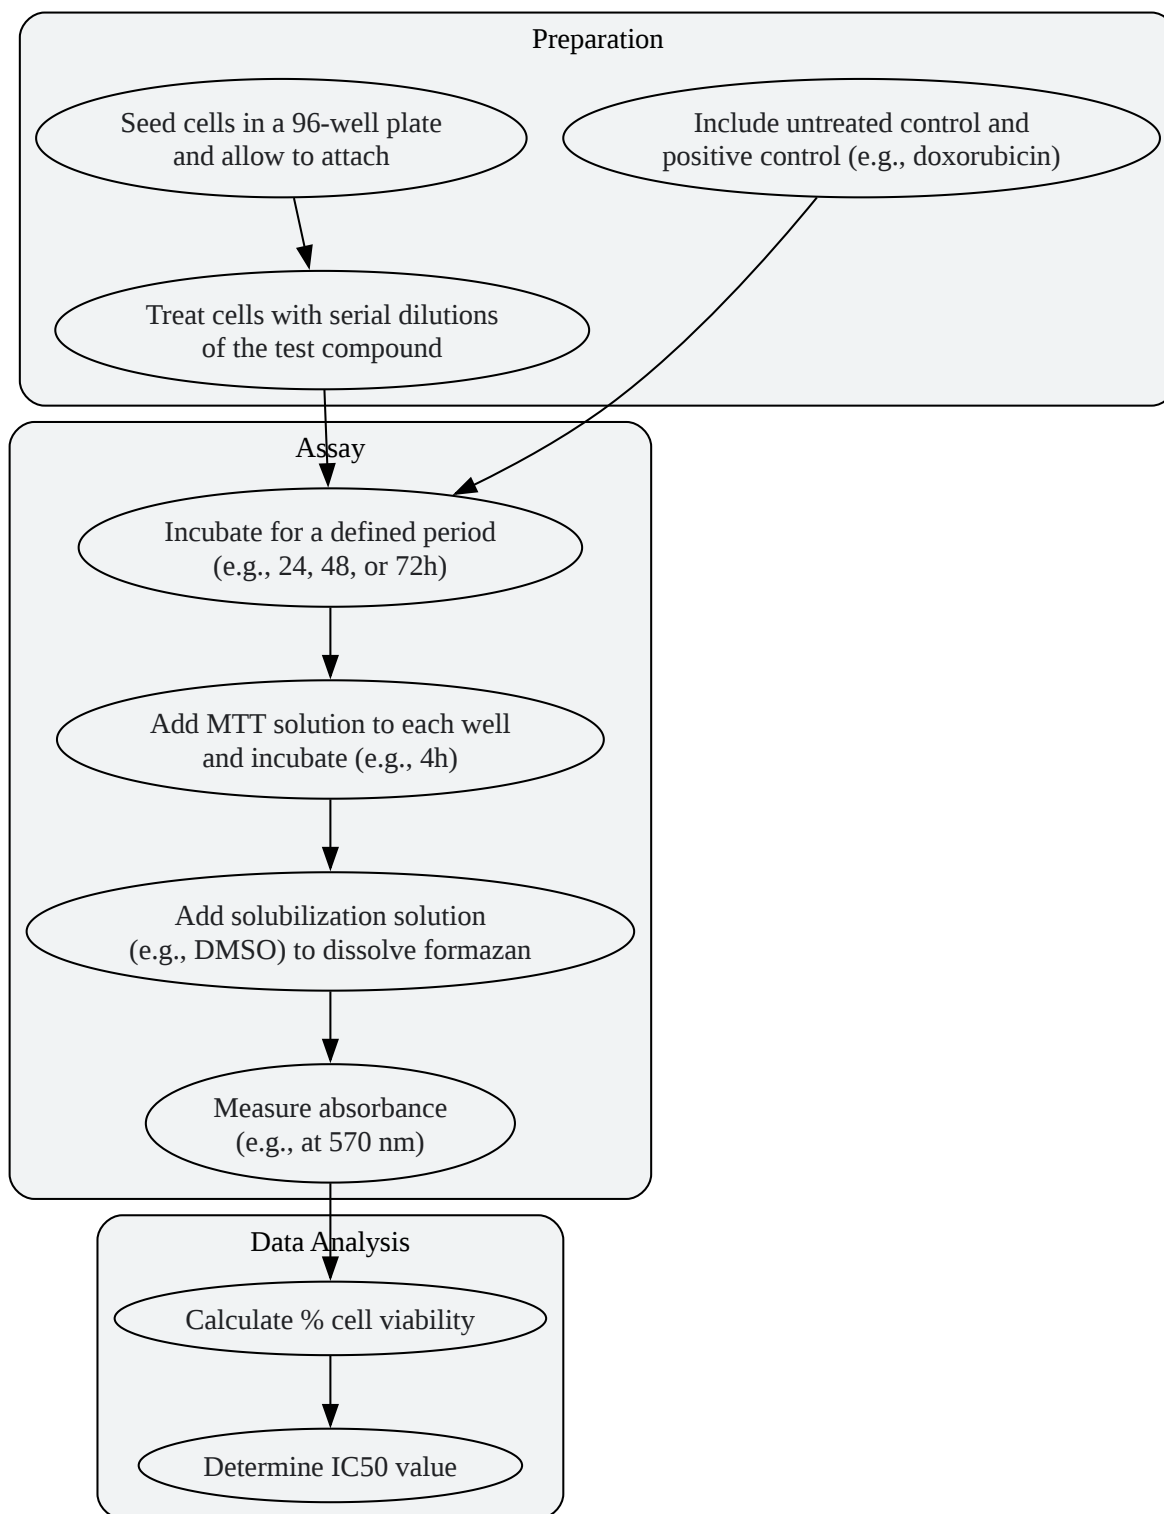 Preparation
Seed cells in a 96-well plate
and allow to attach
Include untreated control and
positive control (e.g., doxorubicin)
Treat cells with serial dilutions
of the test compound
Assay
Incubate for a defined period
(e.g., 24, 48, or 72h)
Add MTT solution to each well
and incubate (e.g., 4h)
Add solubilization solution
(e.g., DMSO) to dissolve formazan
Measure absorbance
(e.g., at 570 nm)
Data Analysis
Calculate % cell viability
Determine IC50 value